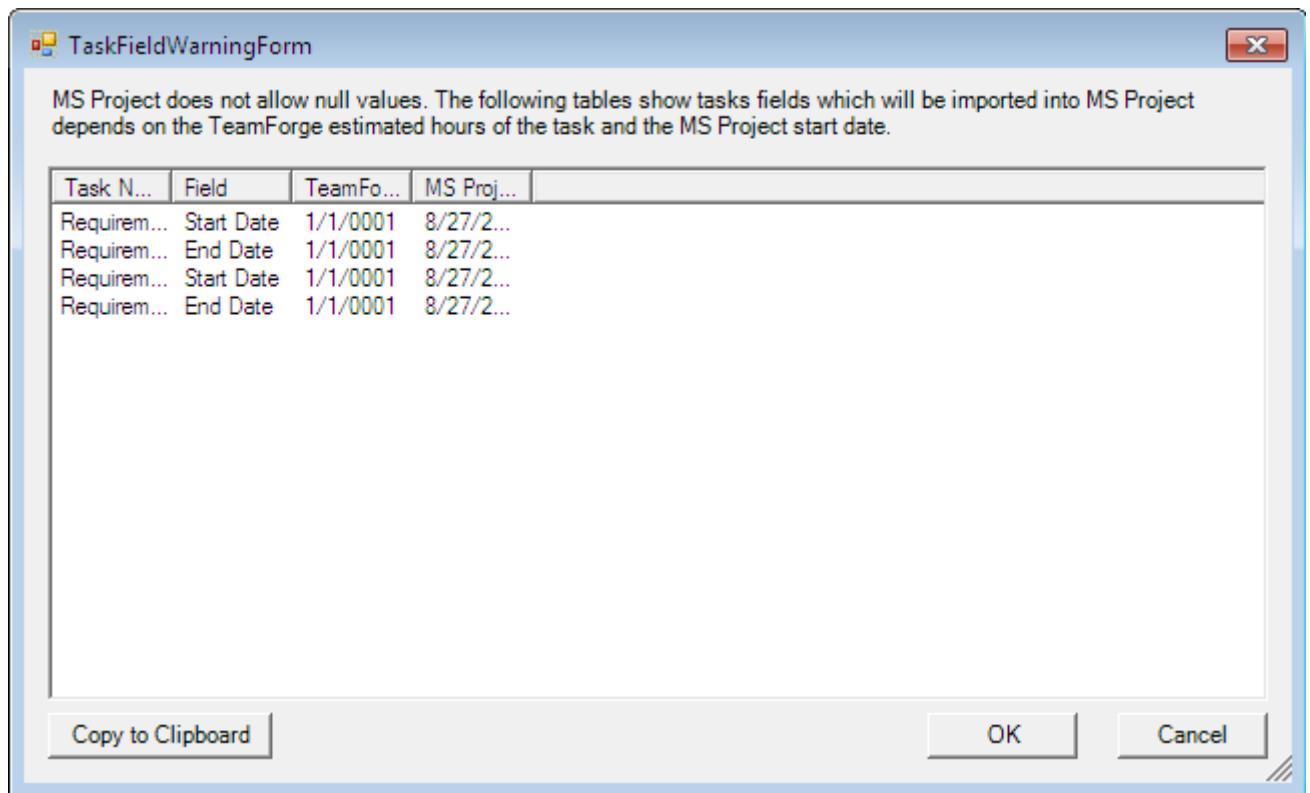 TaskFieldWarningForm
MS Project does not allow null values. The following tables show tasks fields which will be imported into MS Project
depends on the TeamForge estimated hours of the task and the MS Project start date.
Task N... Field TeamFo... MS Proj...
Requirem... Start Date 1/1/0001 8/27/2...
Requirem... End Date 1/1/0001 8/27/2...
Requirem... Start Date 1/1/0001 8/27/2...
Requirem... End Date 1/1/0001 8/27/2...
Copy to Clipboard OK Cancel